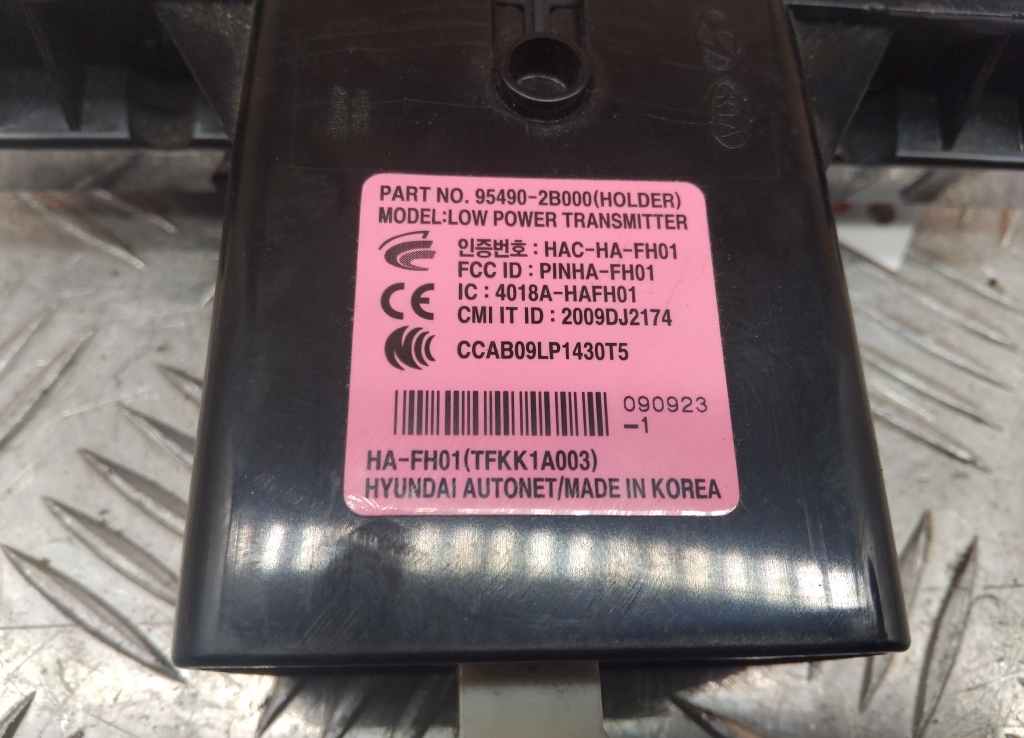 KIA
PART NO. 95490-2B000(HOLDER)
MODEL:LOW POWER TRANSMITTER
인증번호 : HAC-HA-FH01
FCC ID : PINHA-FH01
IC : 4018A-HAFH01
CMI IT ID : 2009DJ2174
CCAB09LP1430T5
090923
-1
HA-FH01(TFKK1A003)
HYUNDAI AUTONET/MADE IN KOREA